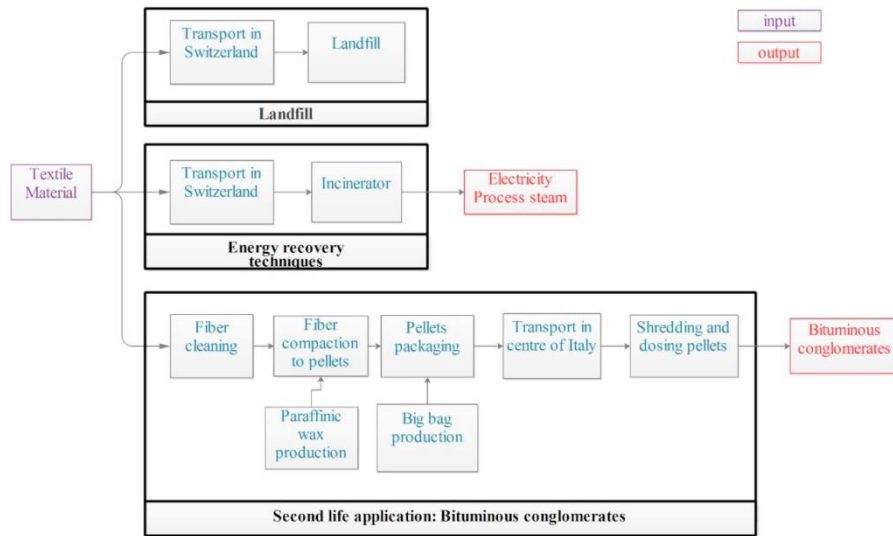 Transport in
Switzerland
Landfill
Landfill
input
output
Textile
Material
Transport in
Switzerland
Incinerator
Electricity
Process steam
Energy recovery
techniques
Fiber
cleaning
Fiber
compaction
to pellets
Pellets
packaging
Transport in
centre of Italy
Shredding and
dosing pellets
Bituminous
conglomerates
Paraffinic
wax
production
Big bag
production
Second life application: Bituminous conglomerates